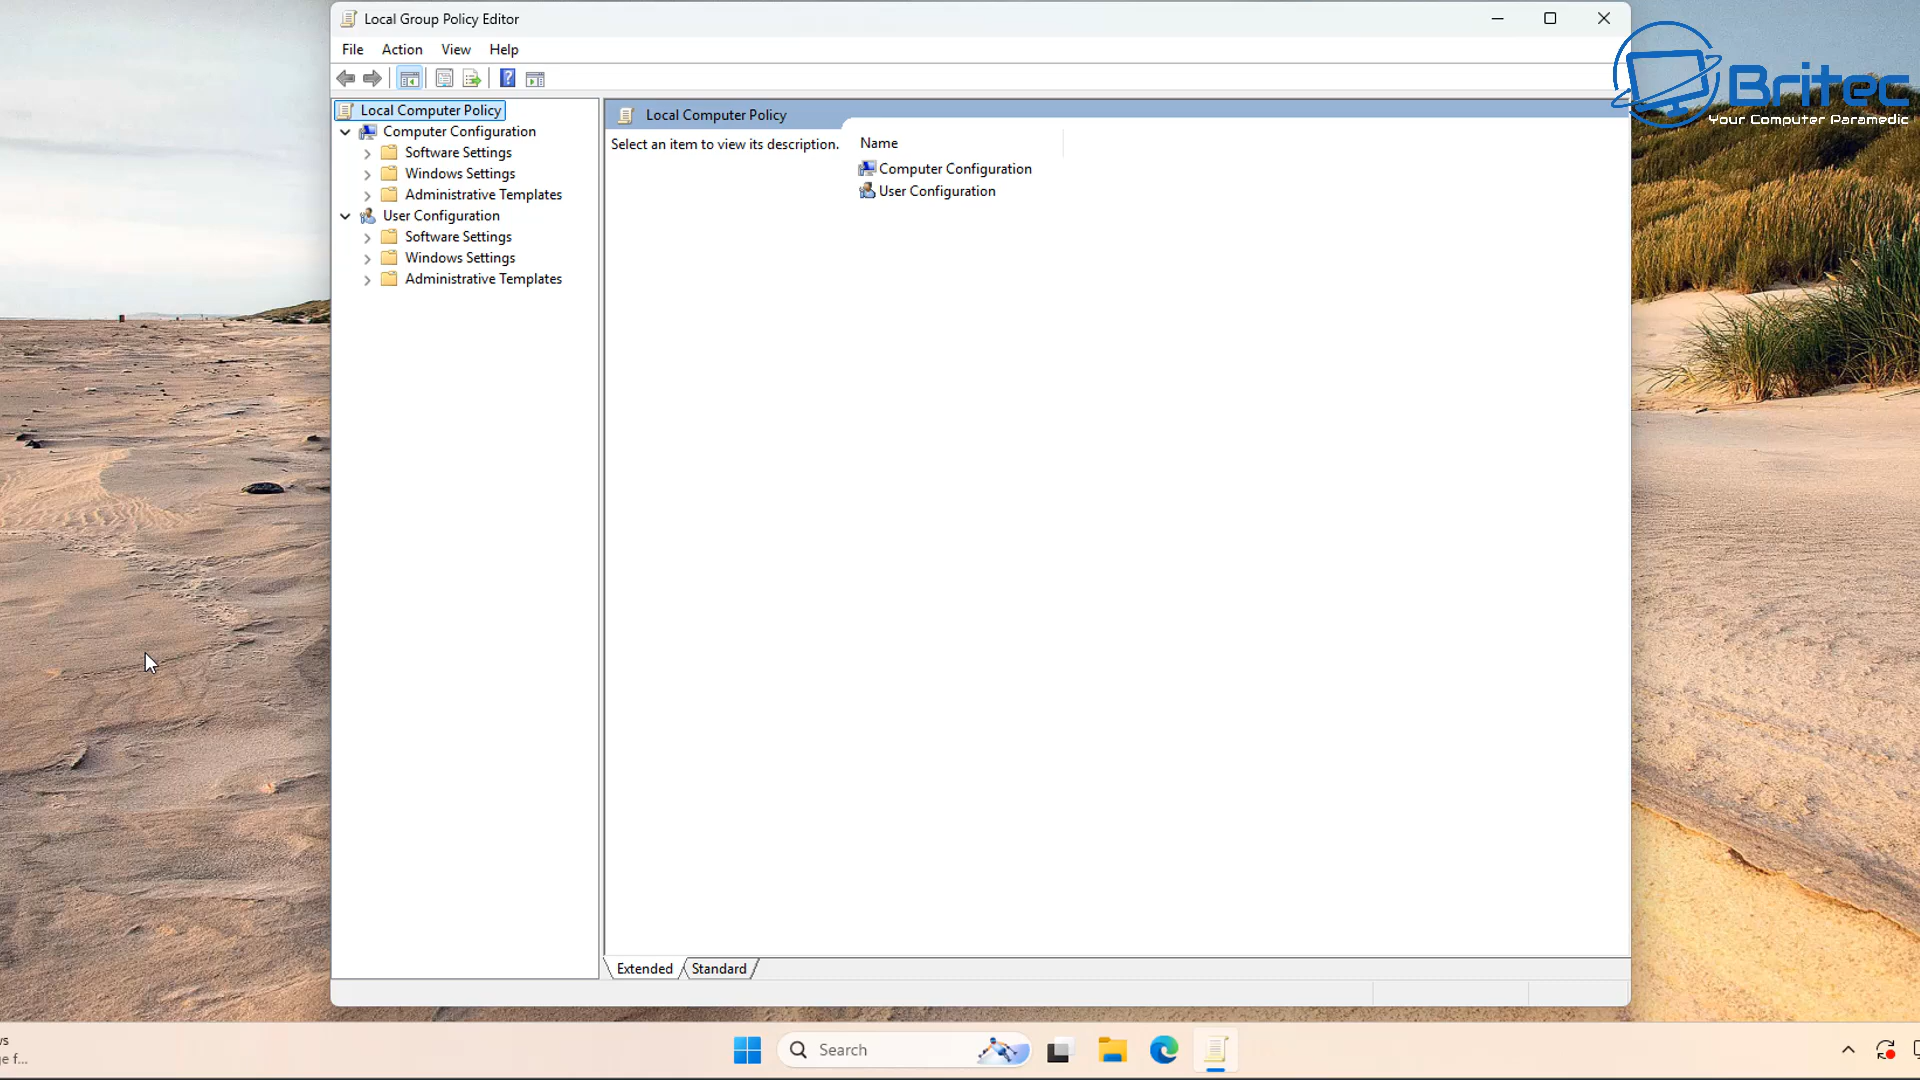 Local Group Policy Editor
File Action View Help
Local Computer Policy
Computer Configuration
Software Settings
Windows Settings
Administrative Templates
User Configuration
Software Settings
Windows Settings
Administrative Templates
Local Computer Policy
Select an item to view its description.
Name
Computer Configuration
User Configuration
Extended Standard
Britec
Your Computer Paramedic
Search